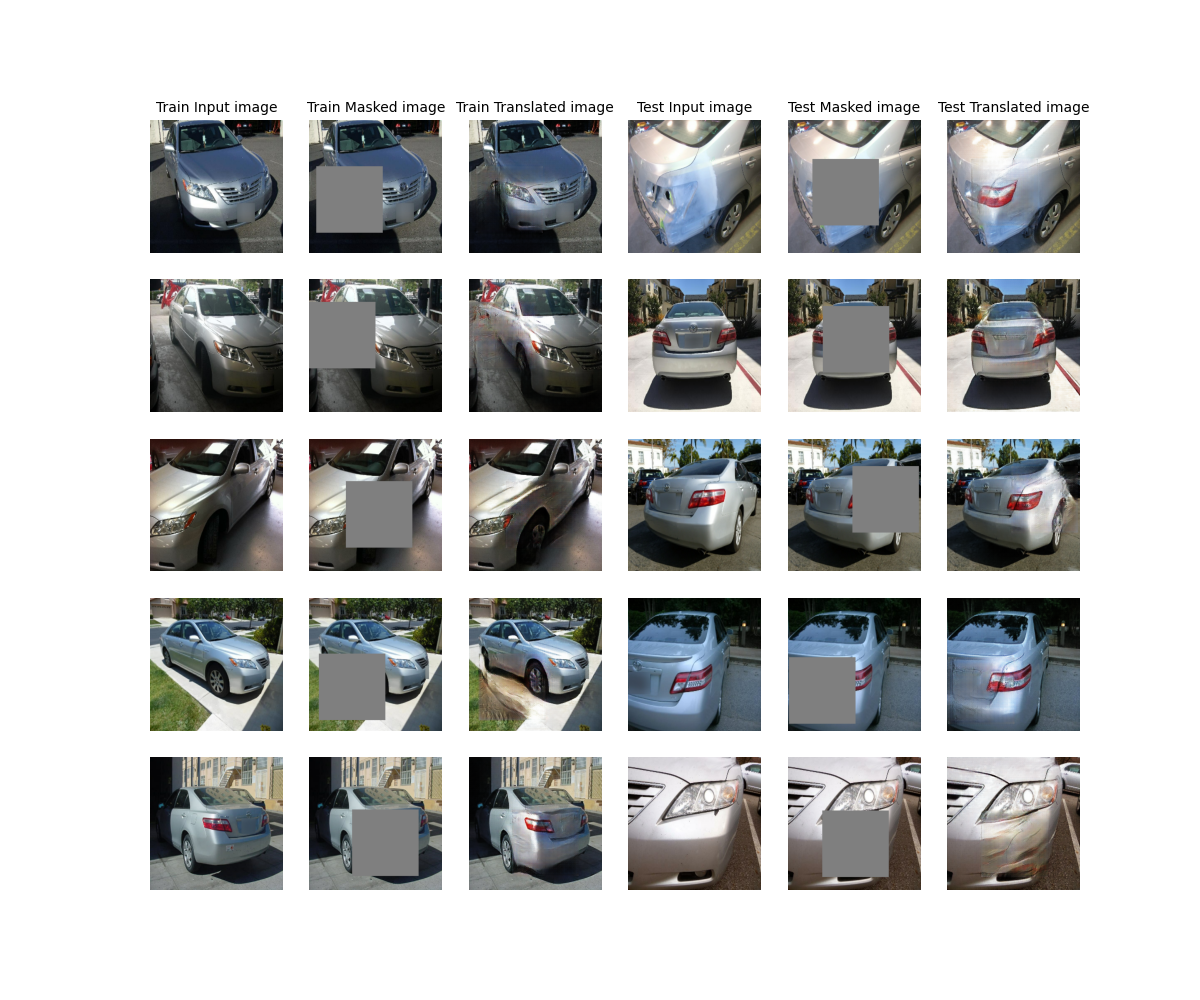 Train Input image
Train Masked image
Train Translated image
Test Input image
Test Masked image
Test Translated image